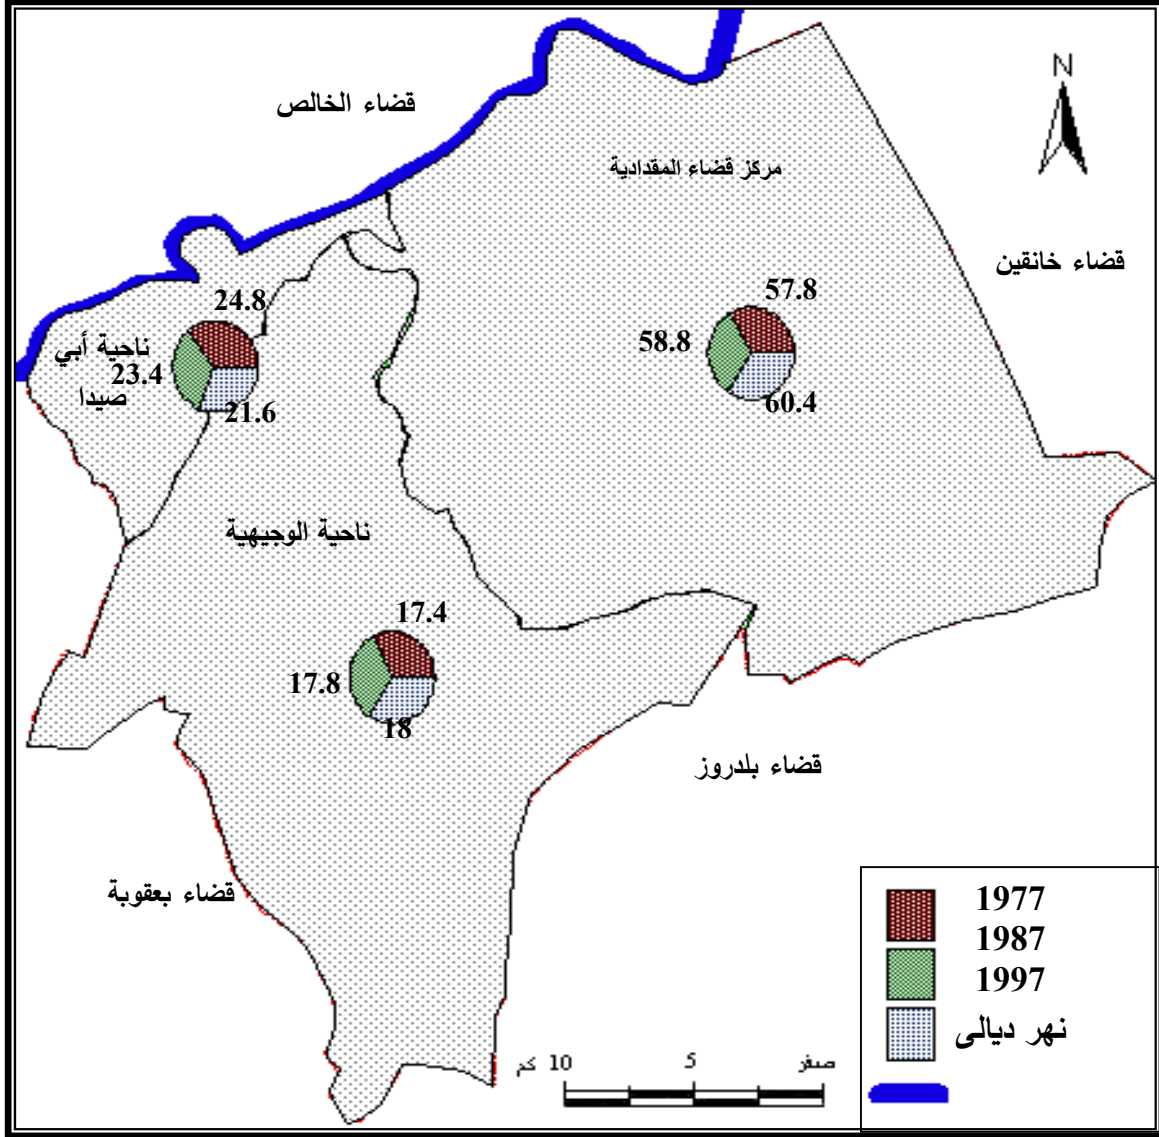 N
قضاء الخالص
مركز قضاء المقدادية
قضاء خانقين
24.8
57.8
ناحية أبي
58.8
23.4
صيدا
21.6
60.4
ناحية الوجيهية
17.4
17.8
18
قضاء بلدروز
قضاء بعقوبة
1977
1987
1997
نهر ديالى
صفر 5 10 كم